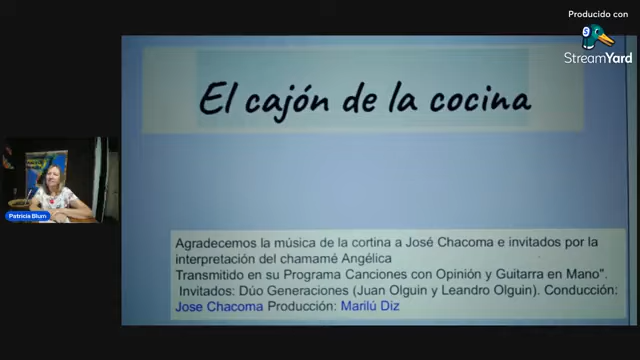 Producido con
StreamYard
El cajón de la cocina
Patricia Blum
Agradecemos la música de la cortina a José Chacoma e invitados por la
interpretación del chamamé Angélica
Transmitido en su Programa Canciones con Opinión y Guitarra en Mano".
Invitados: Dúo Generaciones (Juan Olguin y Leandro Olguin). Conducción:
Jose Chacoma Producción: Marilú Diz